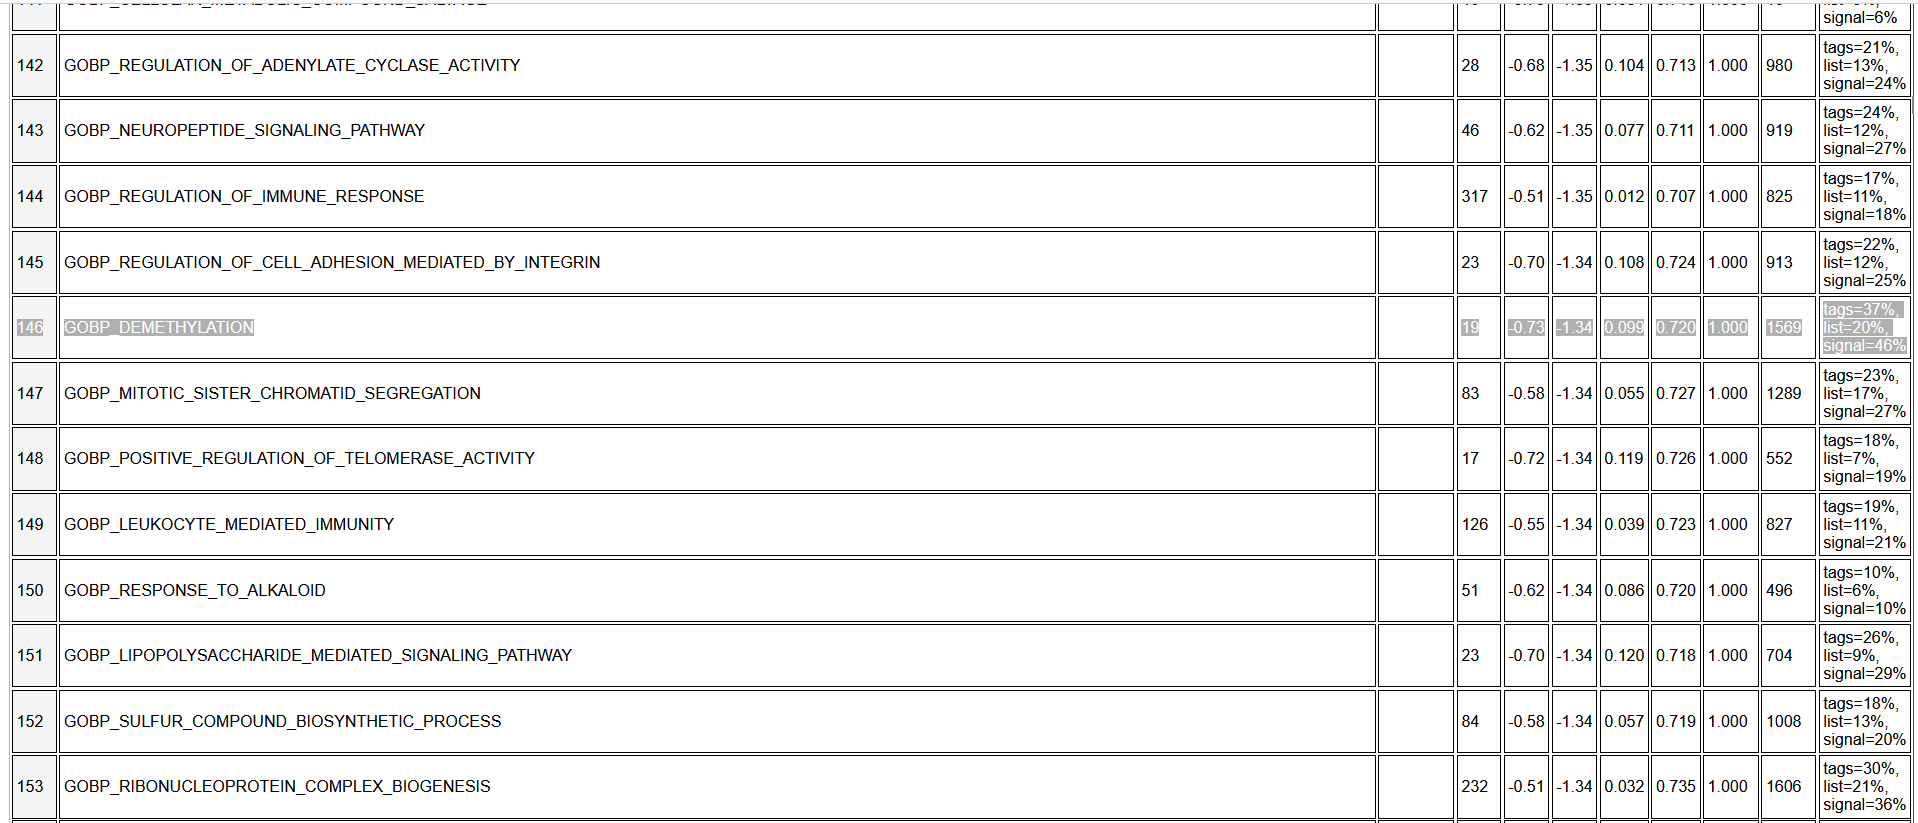 signal=6%
142 GOBP_REGULATION_OF_ADENYLATE_CYCLASE_ACTIVITY 28 -0.68 -1.35 0.104 0.713 1.000 980 tags=21%, list=13%, signal=24%
143 GOBP_NEUROPEPTIDE_SIGNALING_PATHWAY 46 -0.62 -1.35 0.077 0.711 1.000 919 tags=24%, list=12%, signal=27%
144 GOBP_REGULATION_OF_IMMUNE_RESPONSE 317 -0.51 -1.35 0.012 0.707 1.000 825 tags=17%, list=11%, signal=18%
145 GOBP_REGULATION_OF_CELL_ADHESION_MEDIATED_BY_INTEGRIN 23 -0.70 -1.34 0.108 0.724 1.000 913 tags=22%, list=12%, signal=25%
146 GOBP_DEMETHYLATION 19 -0.73 -1.34 0.099 0.720 1.000 1569 tags=37%, list=20%, signal=46%
147 GOBP_MITOTIC_SISTER_CHROMATID_SEGREGATION 83 -0.58 -1.34 0.055 0.727 1.000 1289 tags=23%, list=17%, signal=27%
148 GOBP_POSITIVE_REGULATION_OF_TELOMERASE_ACTIVITY 17 -0.72 -1.34 0.119 0.726 1.000 552 tags=18%, list=7%, signal=19%
149 GOBP_LEUKOCYTE_MEDIATED_IMMUNITY 126 -0.55 -1.34 0.039 0.723 1.000 827 tags=19%, list=11%, signal=21%
150 GOBP_RESPONSE_TO_ALKALOID 51 -0.62 -1.34 0.086 0.720 1.000 496 tags=10%, list=6%, signal=10%
151 GOBP_LIPOPOLYSACCHARIDE_MEDIATED_SIGNALING_PATHWAY 23 -0.70 -1.34 0.120 0.718 1.000 704 tags=26%, list=9%, signal=29%
152 GOBP_SULFUR_COMPOUND_BIOSYNTHETIC_PROCESS 84 -0.58 -1.34 0.057 0.719 1.000 1008 tags=18%, list=13%, signal=20%
153 GOBP_RIBONUCLEOPROTEIN_COMPLEX_BIOGENESIS 232 -0.51 -1.34 0.032 0.735 1.000 1606 tags=30%, list=21%, signal=36%